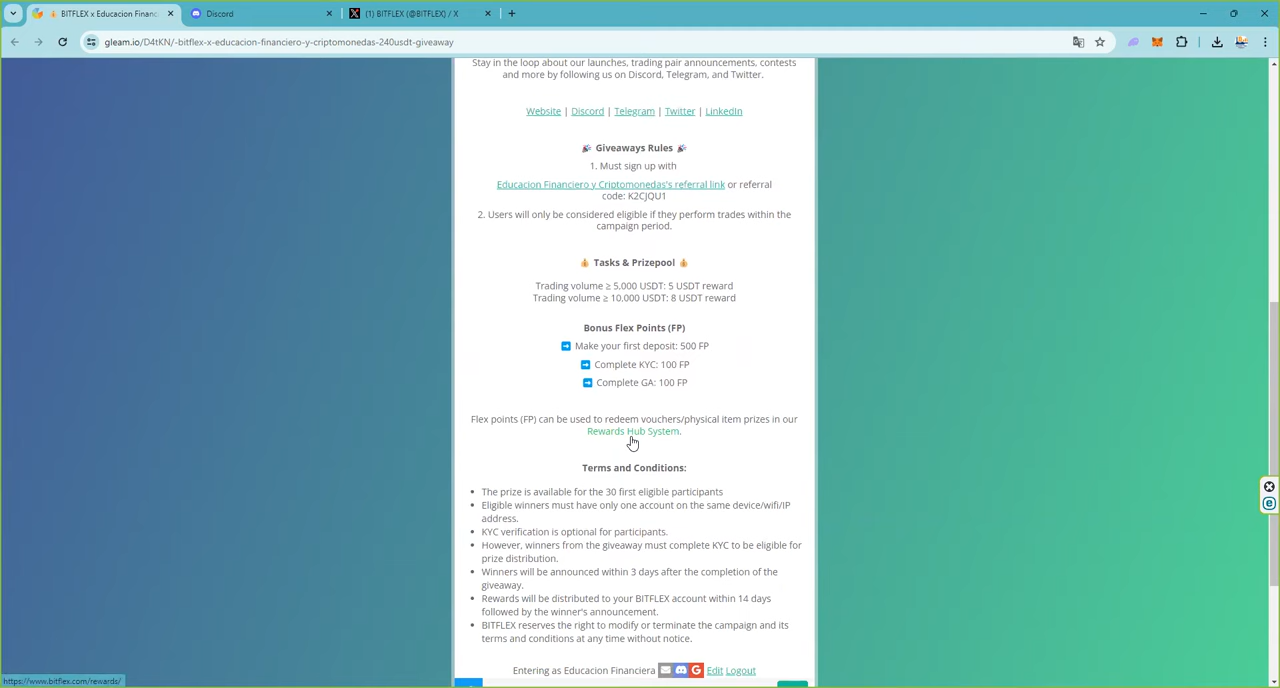 BITFLEX x Educacion Financ
Discord
(1) BITFLEX (@BITFLEX) / X
gleam.io/D4tKN/-bitflex-x-educacion-financiero-y-criptomonedas-240usdt-giveaway
Stay in the loop about our launches, trading pair announcements, contests
and more by following us on Discord, Telegram, and Twitter.
Website | Discord | Telegram | Twitter | LinkedIn
Giveaways Rules
1. Must sign up with
Educacion Financiero y Criptomonedas's referral link or referral
code: K2CJQU1
2. Users will only be considered eligible if they perform trades within the
campaign period.
Tasks & Prizepool
Trading volume ≥ 5,000 USDT: 5 USDT reward
Trading volume ≥ 10,000 USDT: 8 USDT reward
Bonus Flex Points (FP)
Make your first deposit: 500 FP
Complete KYC: 100 FP
Complete GA: 100 FP
Flex points (FP) can be used to redeem vouchers/physical item prizes in our
Rewards Hub System.
Terms and Conditions:
• The prize is available for the 30 first eligible participants
• Eligible winners must have only one account on the same device/wifi/IP
address.
• KYC verification is optional for participants.
• However, winners from the giveaway must complete KYC to be eligible for
prize distribution.
• Winners will be announced within 3 days after the completion of the
giveaway.
• Rewards will be distributed to your BITFLEX account within 14 days
followed by the winner's announcement.
• BITFLEX reserves the right to modify or terminate the campaign and its
terms and conditions at any time without notice.
Entering as Educacion Financiera Edit Logout
https://www.bitflex.com/rewards/